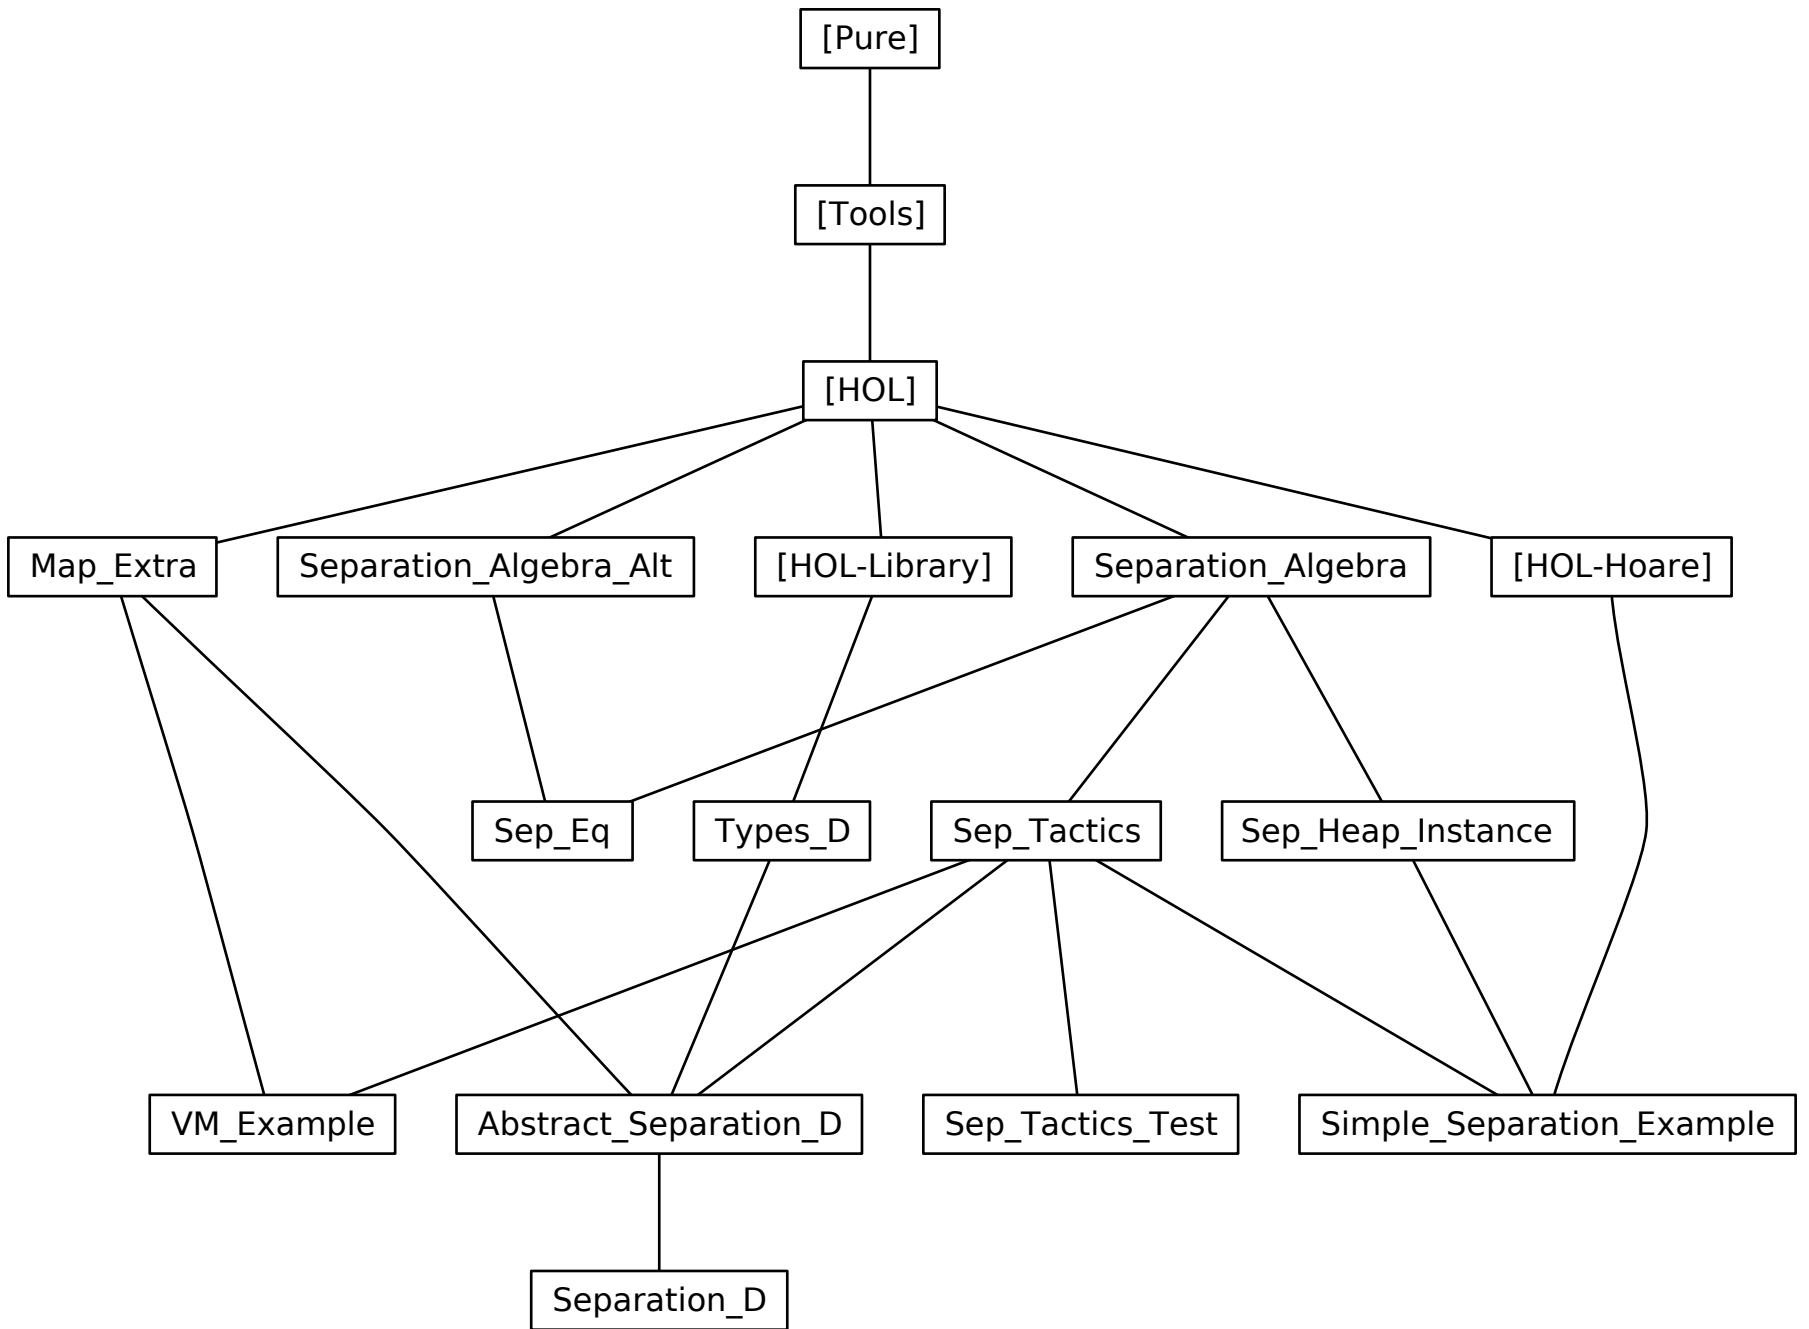 [Pure]
[Tools]
[HOL]
Map_Extra
Separation_Algebra_Alt
[HOL-Library]
Separation_Algebra
[HOL-Hoare]
Sep_Eq
Types_D
Sep_Tactics
Sep_Heap_Instance
VM_Example
Abstract_Separation_D
Sep_Tactics_Test
Simple_Separation_Example
Separation_D